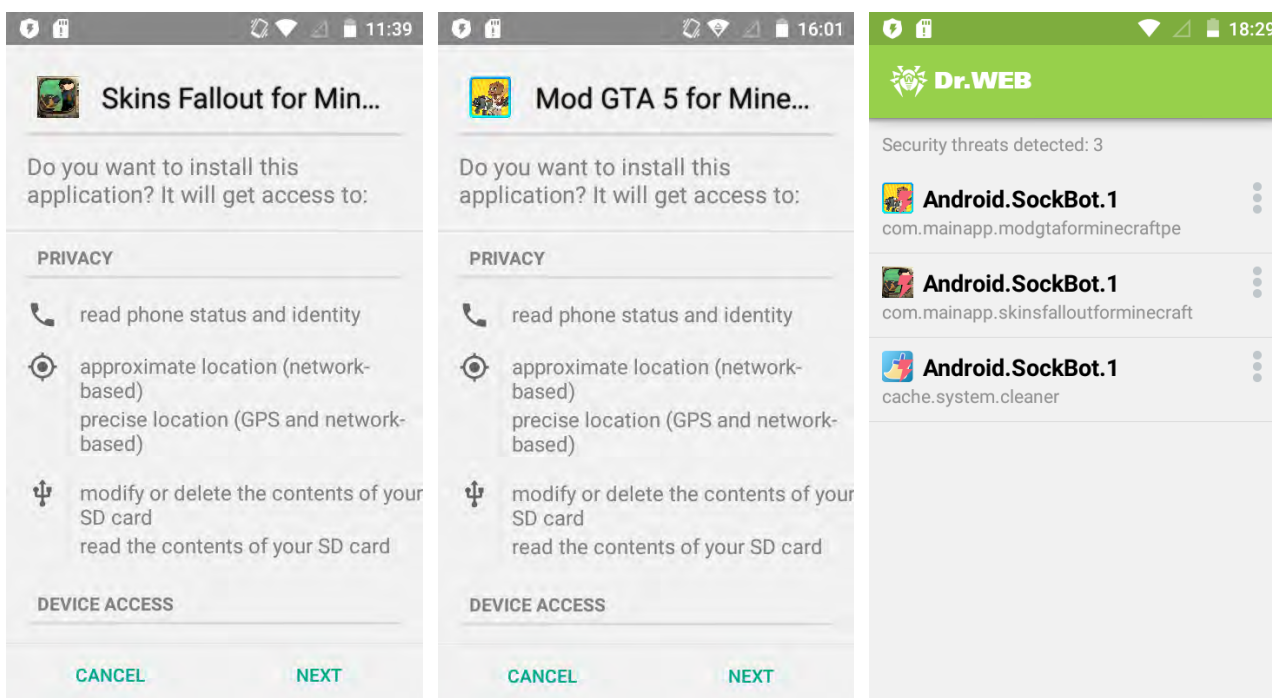 11:39
Skins Fallout for Min...
Do you want to install this
application? It will get access to:
PRIVACY
read phone status and identity
approximate location (network-
based)
precise location (GPS and network-
based)
modify or delete the contents of your
SD card
read the contents of your SD card
DEVICE ACCESS
CANCEL NEXT
16:01
Mod GTA 5 for Mine...
Do you want to install this
application? It will get access to:
PRIVACY
read phone status and identity
approximate location (network-
based)
precise location (GPS and network-
based)
modify or delete the contents of your
SD card
read the contents of your SD card
DEVICE ACCESS
CANCEL NEXT
18:29
Dr.WEB
Security threats detected: 3
Android.SockBot.1
com.mainapp.modgtaforminecraftpe
Android.SockBot.1
com.mainapp.skinsfalloutforminecraft
Android.SockBot.1
cache.system.cleaner